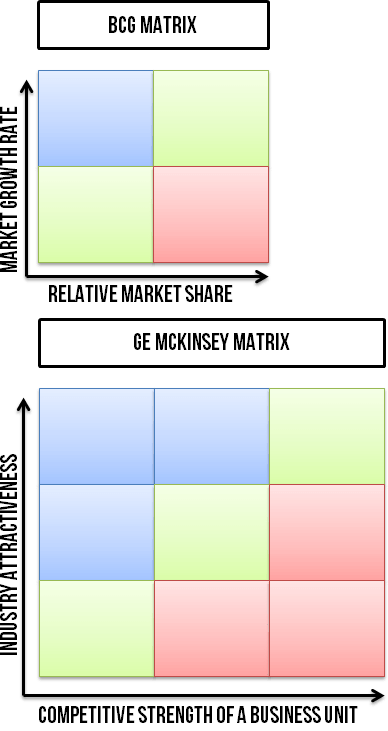 BCG MATRIX
MARKET GROWTH RATE
RELATIVE MARKET SHARE
GE MCKINSEY MATRIX
INDUSTRY ATTRACTIVENESS
COMPETITIVE STRENGTH OF A BUSINESS UNIT